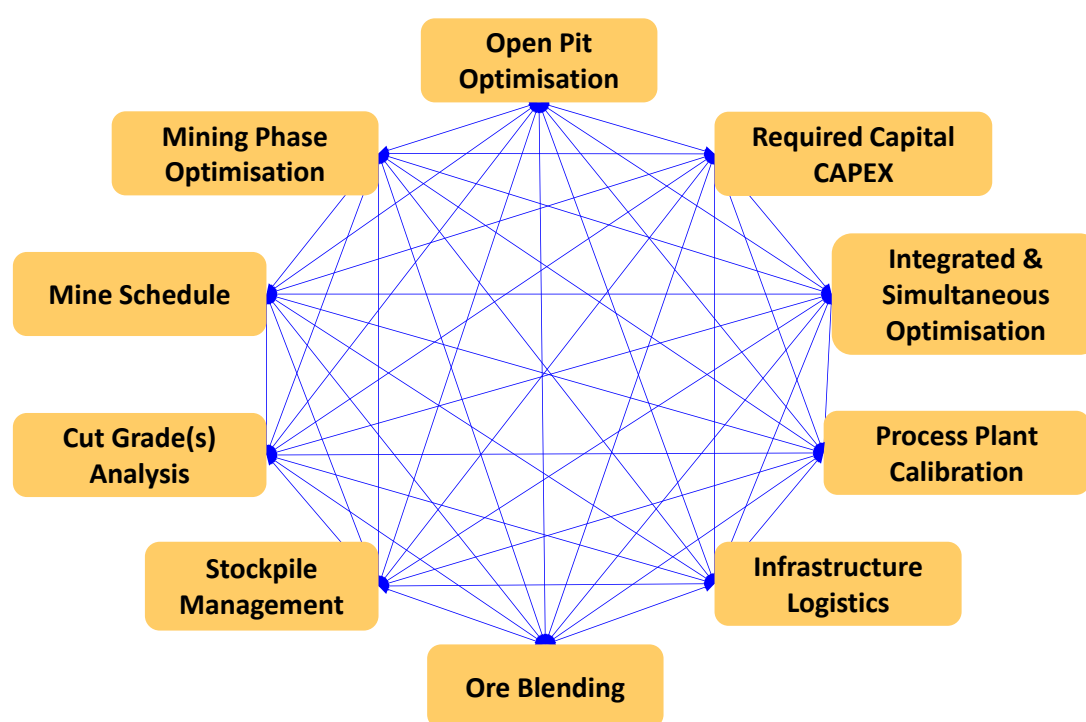 Open Pit
Optimisation
Mining Phase
Optimisation
Required Capital
CAPEX
Mine Schedule
Integrated &
Simultaneous
Optimisation
Cut Grade(s)
Analysis
Process Plant
Calibration
Stockpile
Management
Infrastructure
Logistics
Ore Blending